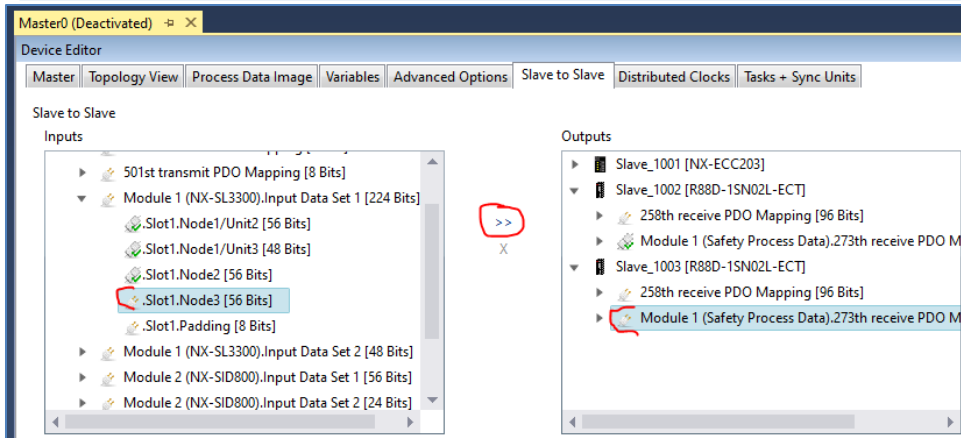 Master0 (Deactivated)
Device Editor
Master Topology View Process Data Image Variables Advanced Options Slave to Slave Distributed Clocks Tasks + Sync Units
Slave to Slave
Inputs
501st transmit PDO Mapping [8 Bits]
Module 1 (NX-SL3300).Input Data Set 1 [224 Bits]
.Slot1.Node1/Unit2 [56 Bits]
.Slot1.Node1/Unit3 [48 Bits]
.Slot1.Node2 [56 Bits]
.Slot1.Node3 [56 Bits]
.Slot1.Padding [8 Bits]
Module 1 (NX-SL3300).Input Data Set 2 [48 Bits]
Module 2 (NX-SID800).Input Data Set 1 [56 Bits]
Module 2 (NX-SID800).Input Data Set 2 [24 Bits]
>>
X
Outputs
Slave_1001 [NX-ECC203]
Slave_1002 [R88D-1SN02L-ECT]
258th receive PDO Mapping [96 Bits]
Module 1 (Safety Process Data).273th receive PDO M
Slave_1003 [R88D-1SN02L-ECT]
258th receive PDO Mapping [96 Bits]
Module 1 (Safety Process Data).273th receive PDO M